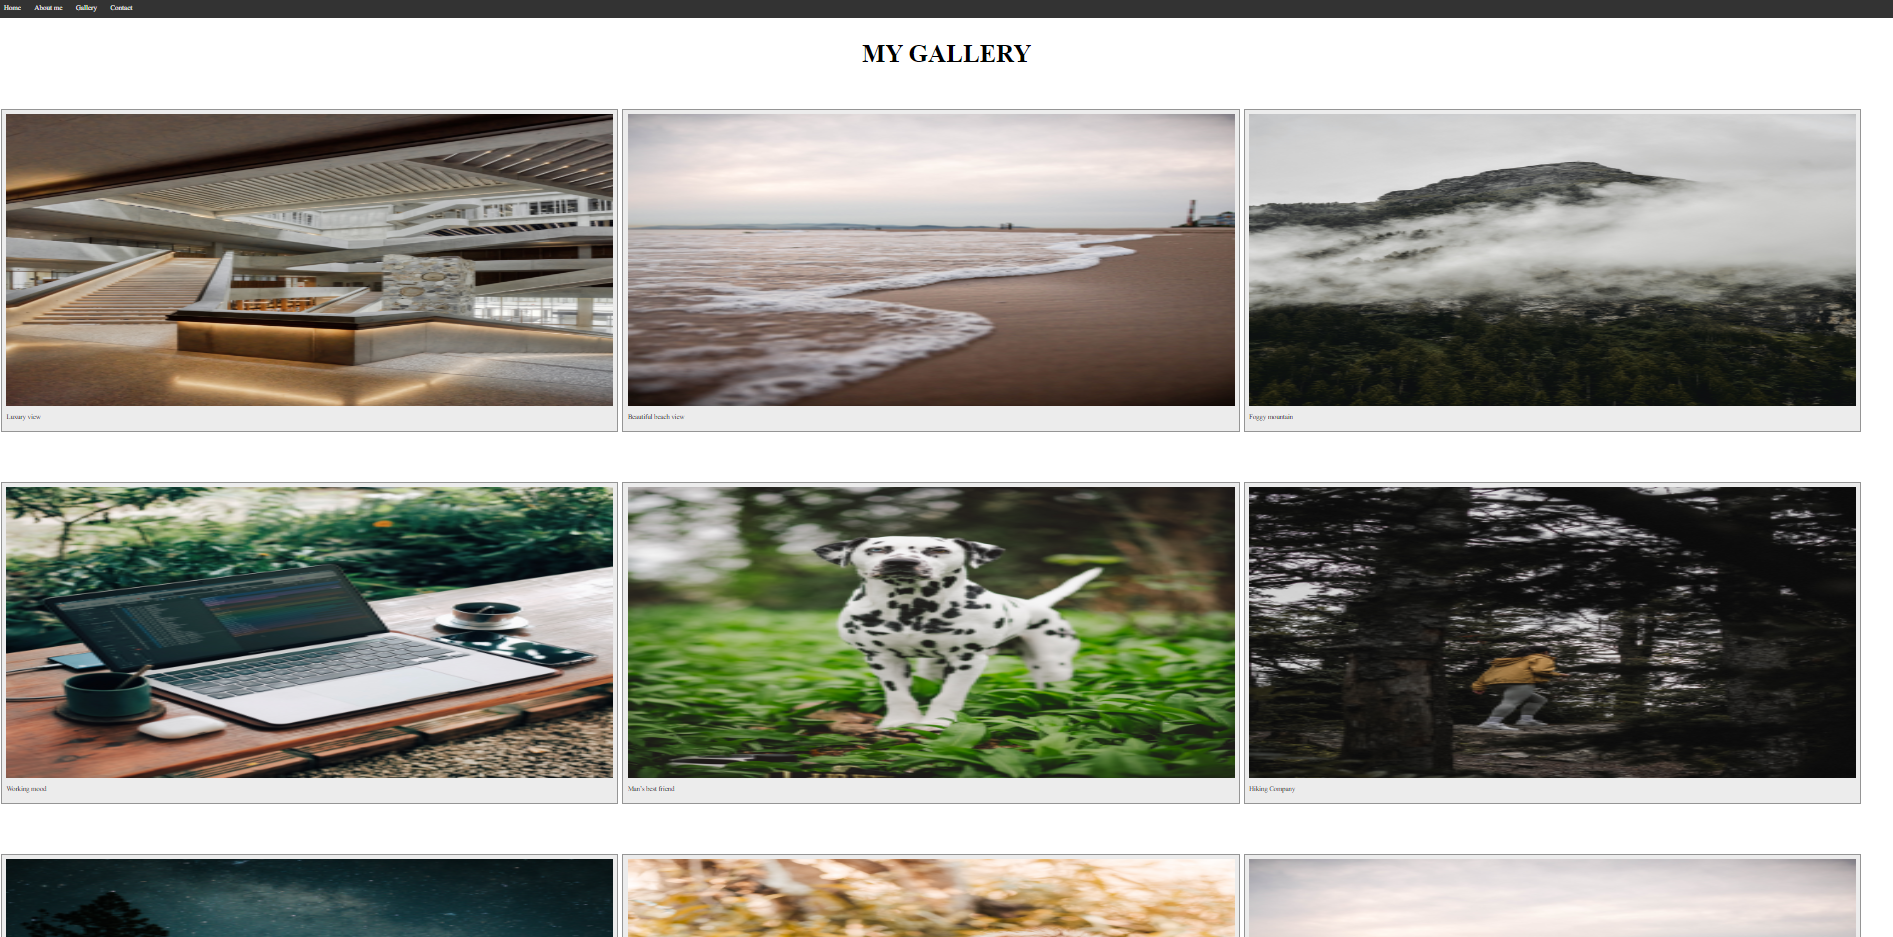 Home About me Gallery Contact
MY GALLERY
Luxury view
Beautiful beach view
Foggy mountain
Working mood
Man's best friend
Hiking Company